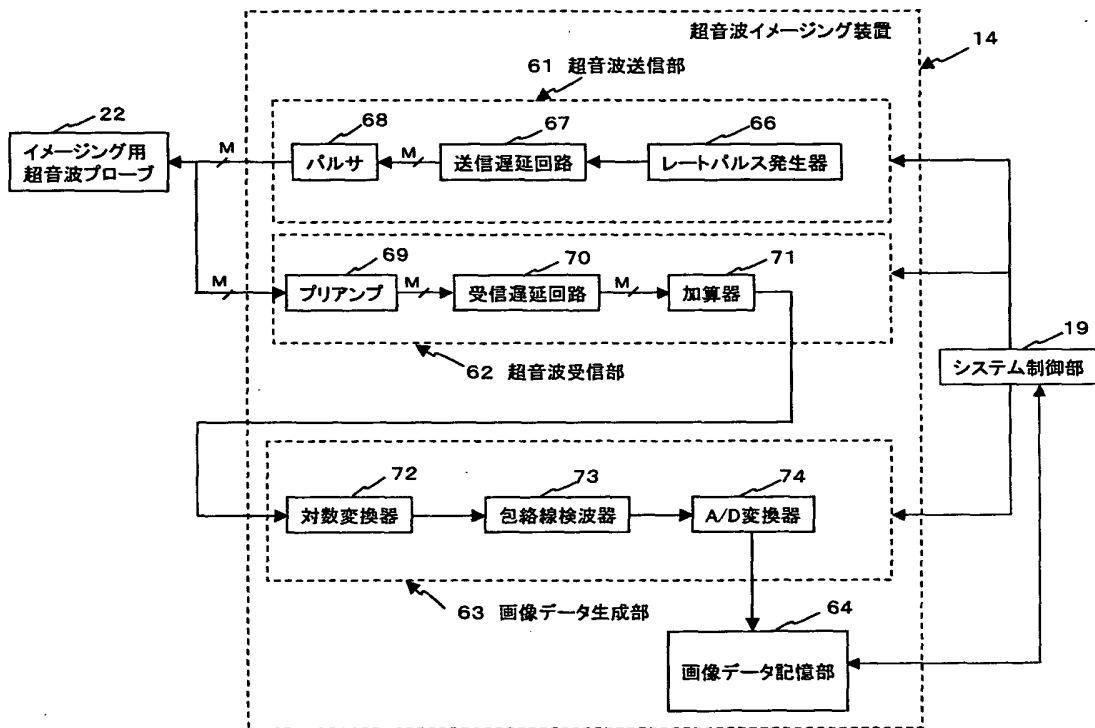 超音波イメージング装置
14
61 超音波送信部
22
68
67
66
イメージング用
超音波プローブ
M
パルサ
M
送信遅延回路
レートパルス発生器
69
70
71
M
プリアンプ
M
受信遅延回路
M
加算器
62 超音波受信部
19
システム制御部
72
73
74
対数変換器
包絡線検波器
A/D変換器
63 画像データ生成部
64
画像データ記憶部